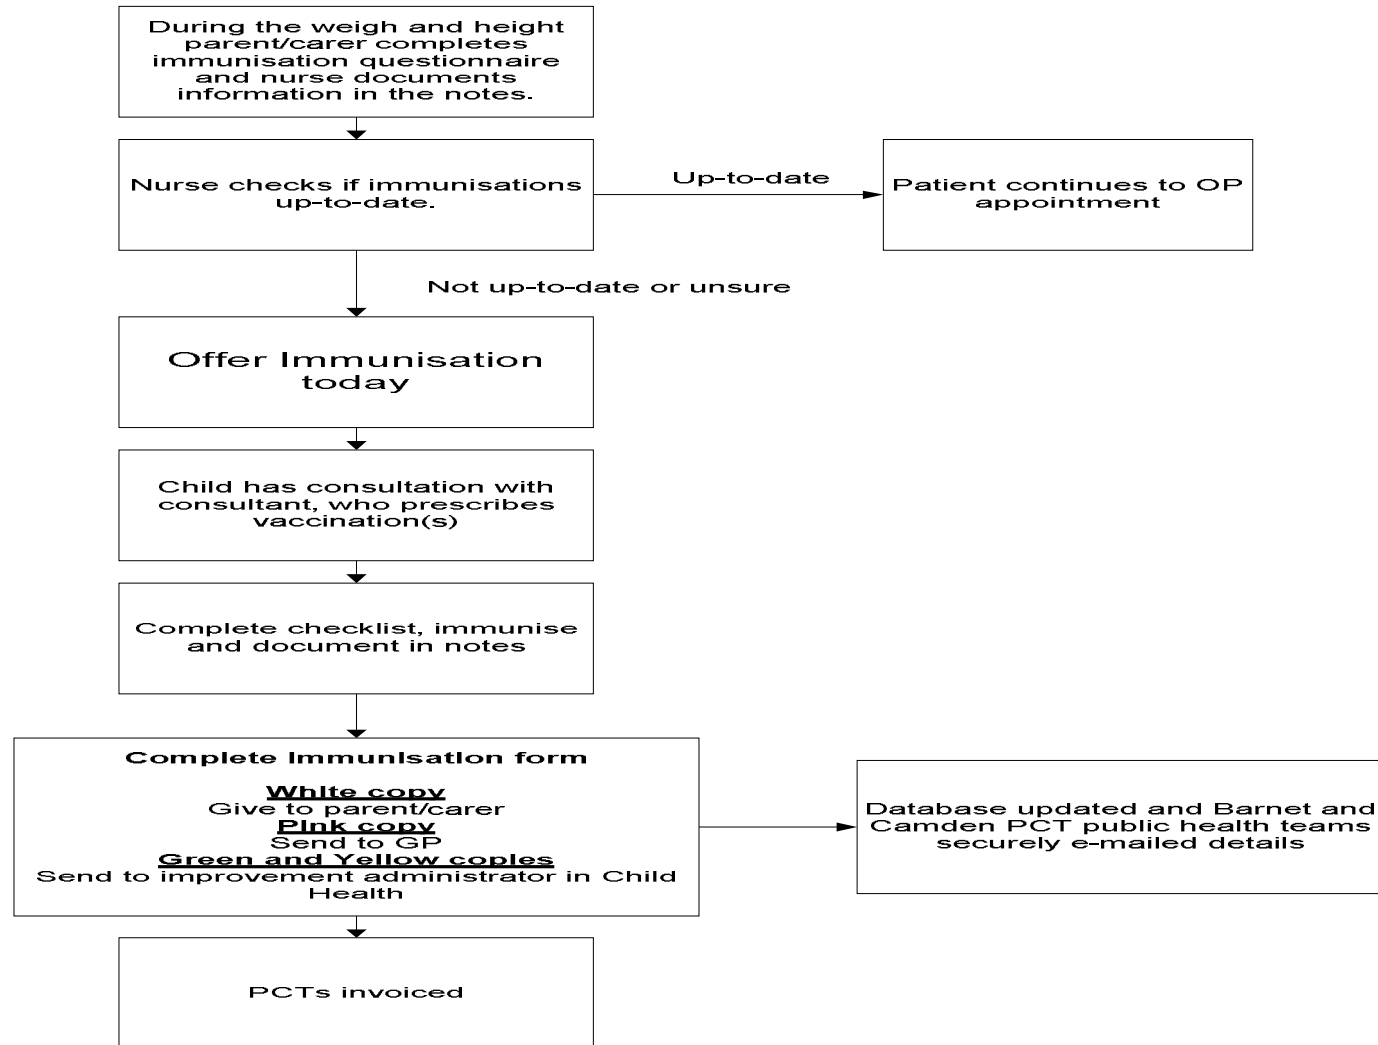 During the weigh and height
parent/carer completes
immunisation questionnaire
and nurse documents
information in the notes.
Nurse checks if immunisations
up-to-date.
Up-to-date
Patient continues to OP
appointment
Not up-to-date or unsure
Offer Immunisation
today
Child has consultation with
consultant, who prescribes
vaccination(s)
Complete checklist, immunise
and document in notes
Complete Immunisation form
White copy
Give to parent/carer
Pink copy
Send to GP
Green and Yellow copies
Send to improvement administrator in Child
Health
Database updated and Barnet and
Camden PCT public health teams
securely e-mailed details
PCTs invoiced